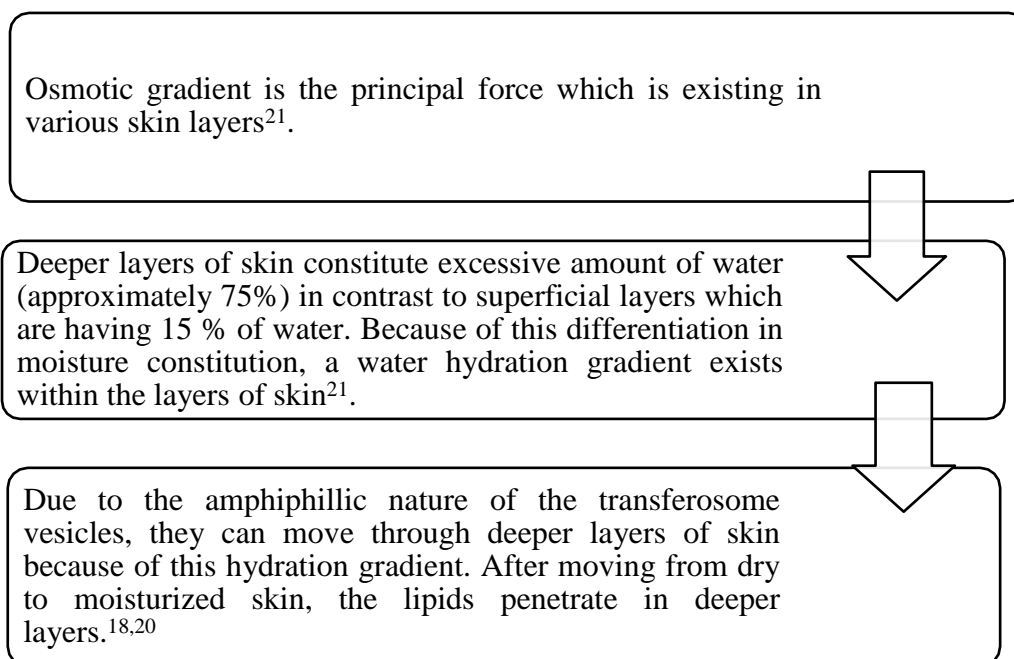 Osmotic gradient is the principal force which is existing in
various skin layers21.
Deeper layers of skin constitute excessive amount of water
(approximately 75%) in contrast to superficial layers which
are having 15 % of water. Because of this differentiation in
moisture constitution, a water hydration gradient exists
within the layers of skin21.
Due to the amphiphillic nature of the transferosome
vesicles, they can move through deeper layers of skin
because of this hydration gradient. After moving from dry
to moisturized skin, the lipids penetrate in deeper
layers.18,20